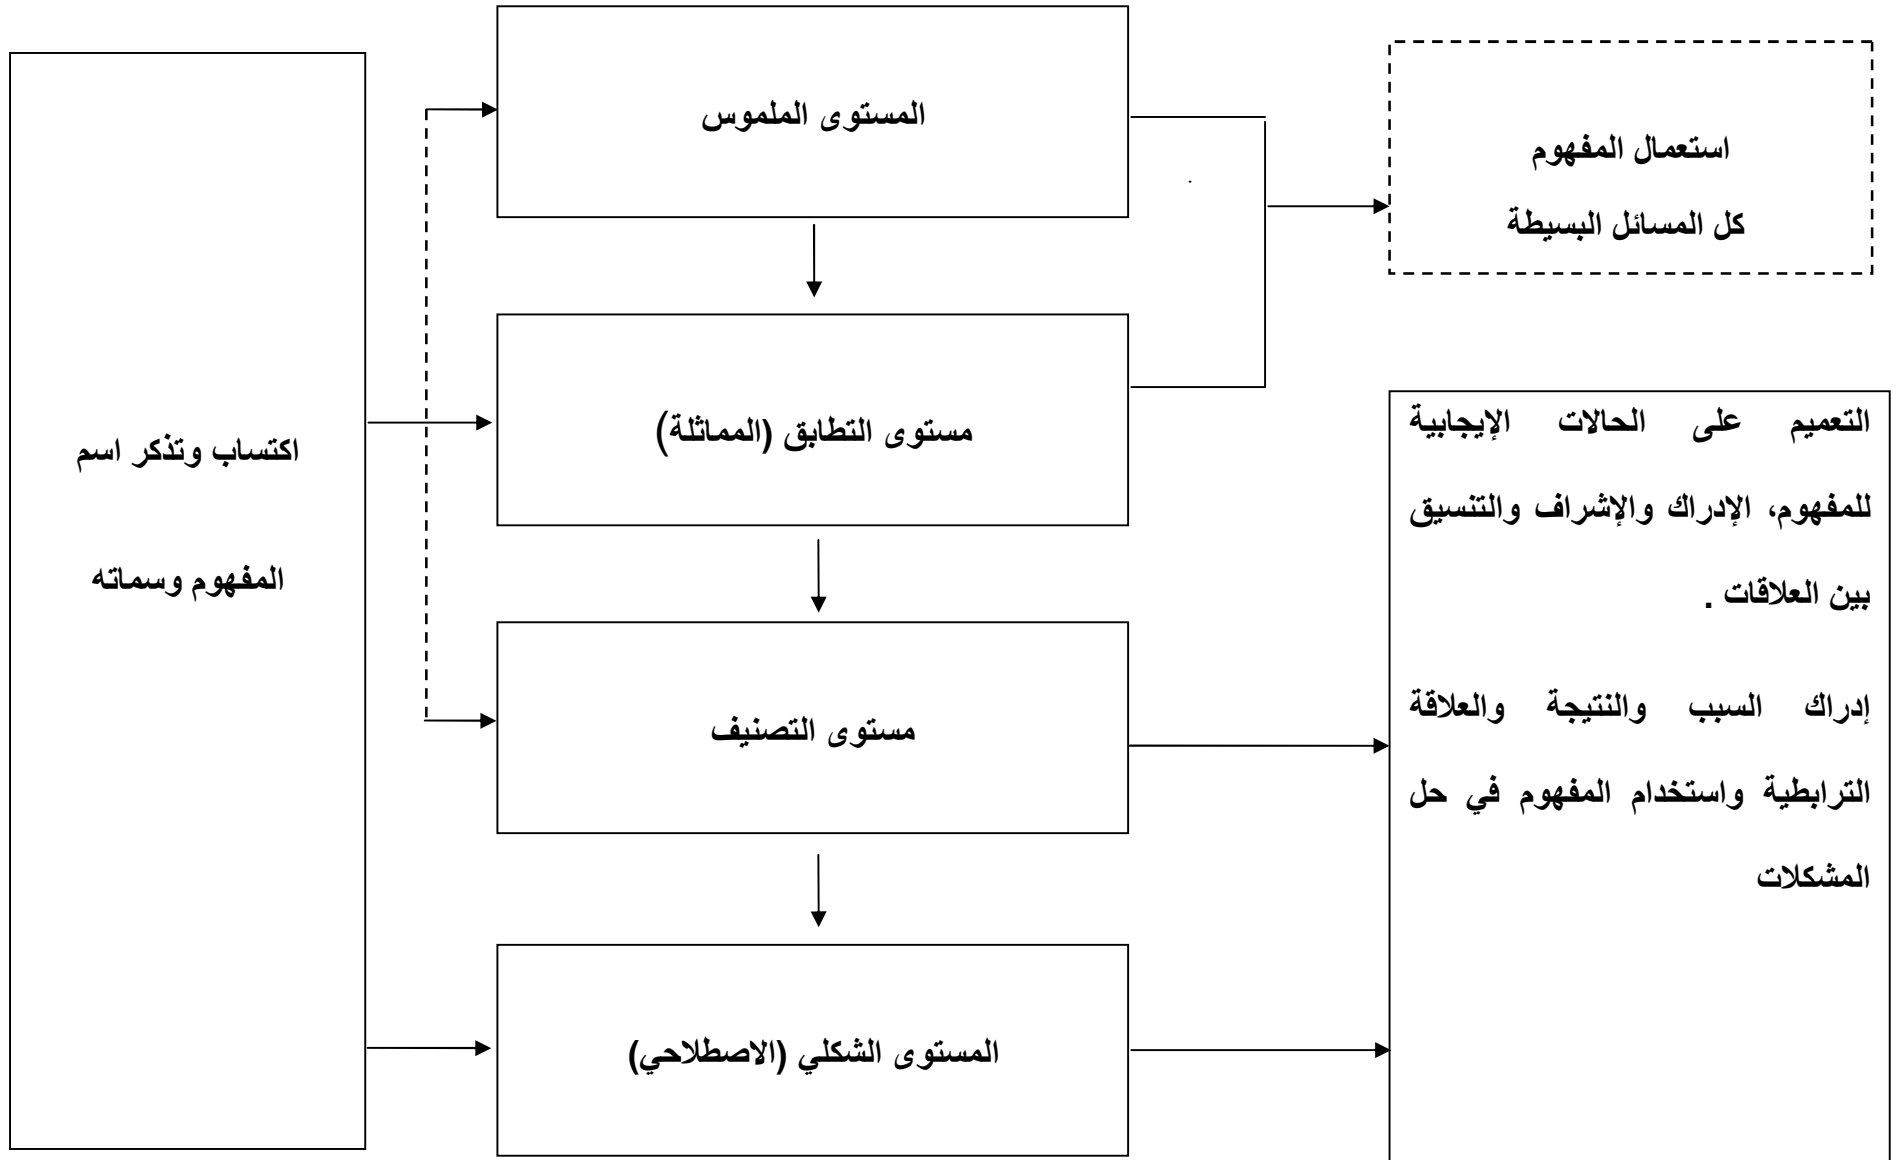 المستوى الملموس
استعمال المفهوم
كل المسائل البسيطة
مستوى التطابق (المماثلة)
اكتساب وتذكر اسم
المفهوم وسماته
التعميم على الحالات الإيجابية
للمفهوم، الإدراك والإشراف والتنسيق
بين العلاقات .
إدراك السبب والنتيجة والعلاقة
الترابطية واستخدام المفهوم في حل
المشكلات
مستوى التصنيف
المستوى الشكلي (الاصطلاحي)